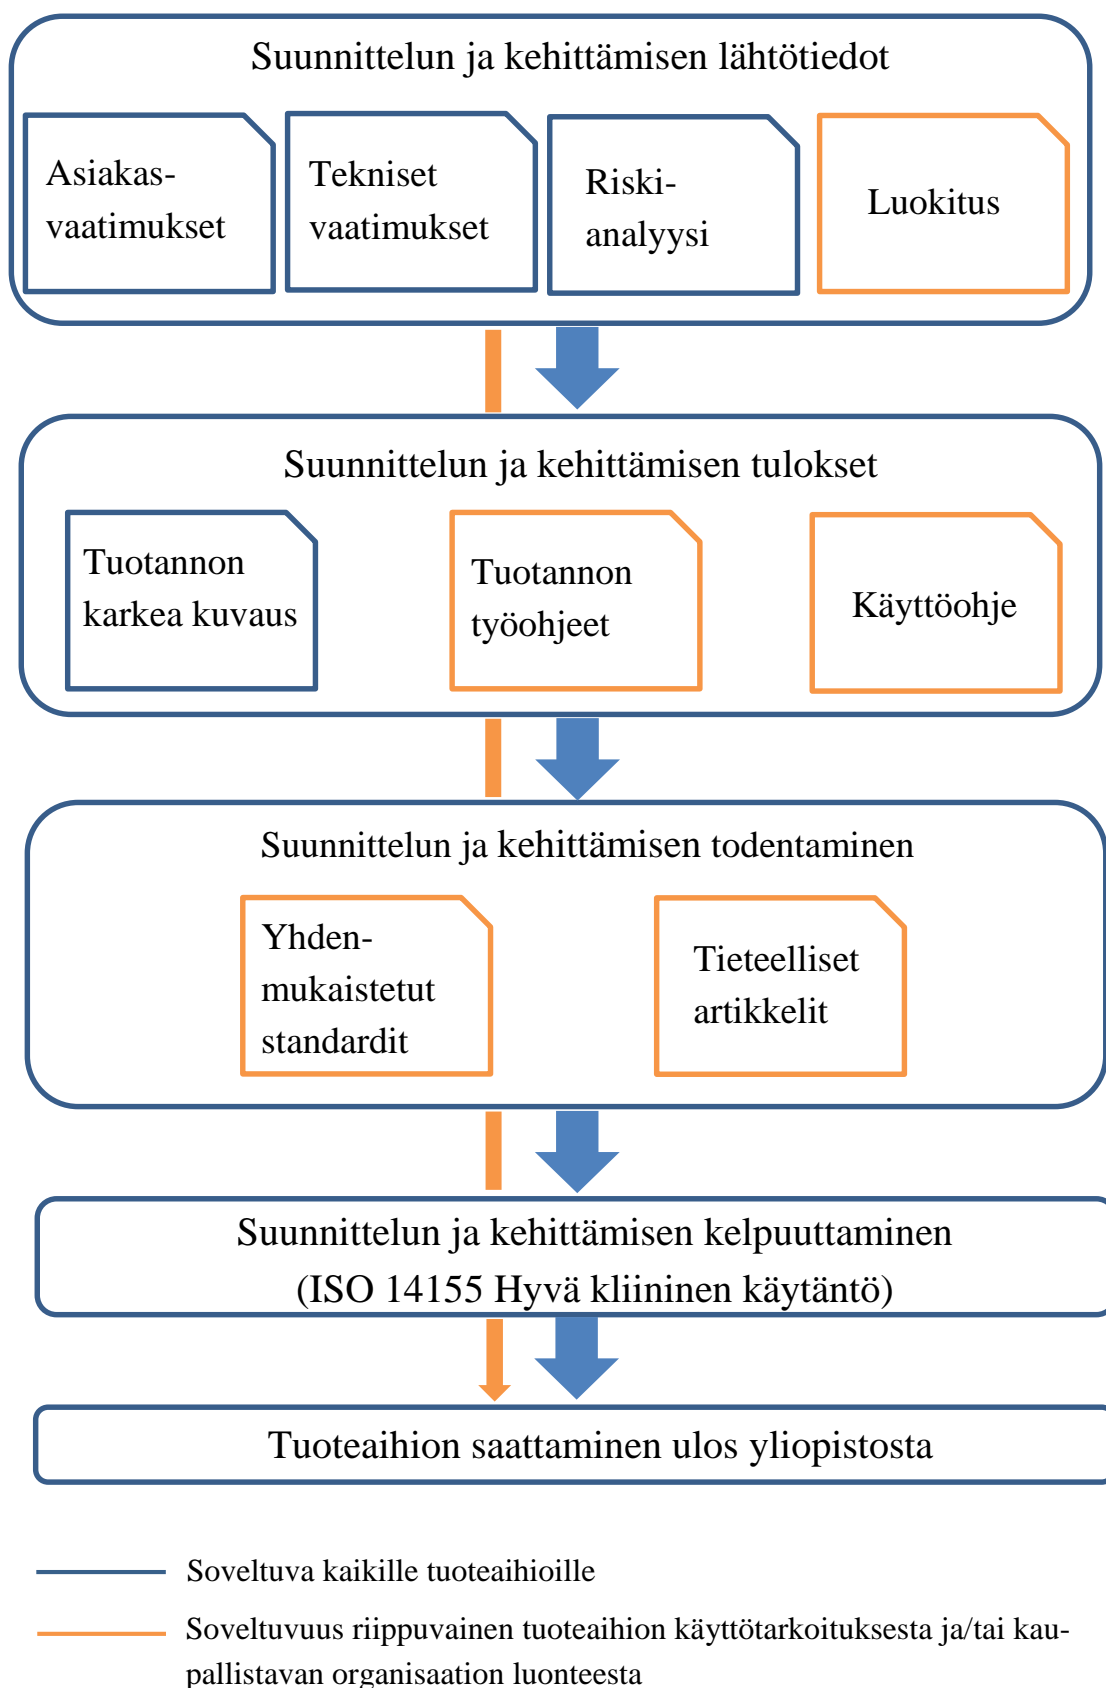 Suunnittelun ja kehittämisen lähtötiedot
Asiakas-
vaatimukset
Tekniset
vaatimukset
Riski-
analyysi
Luokitus
Suunnittelun ja kehittämisen tulokset
Tuotannon
karkea kuvaus
Tuotannon
työohjeet
Käyttöohje
Suunnittelun ja kehittämisen todentaminen
Yhden-
mukaistetut
standardit
Tieteelliset
artikkelit
Suunnittelun ja kehittämisen kelpuuttaminen
(ISO 14155 Hyvä kliininen käytäntö)
Tuoteaihion saattaminen ulos yliopistosta
Soveltuva kaikille tuoteaihioille
Soveltuvuus riippuvainen tuoteaihion käyttötarkoituksesta ja/tai kau-
pallistavan organisaation luonteesta